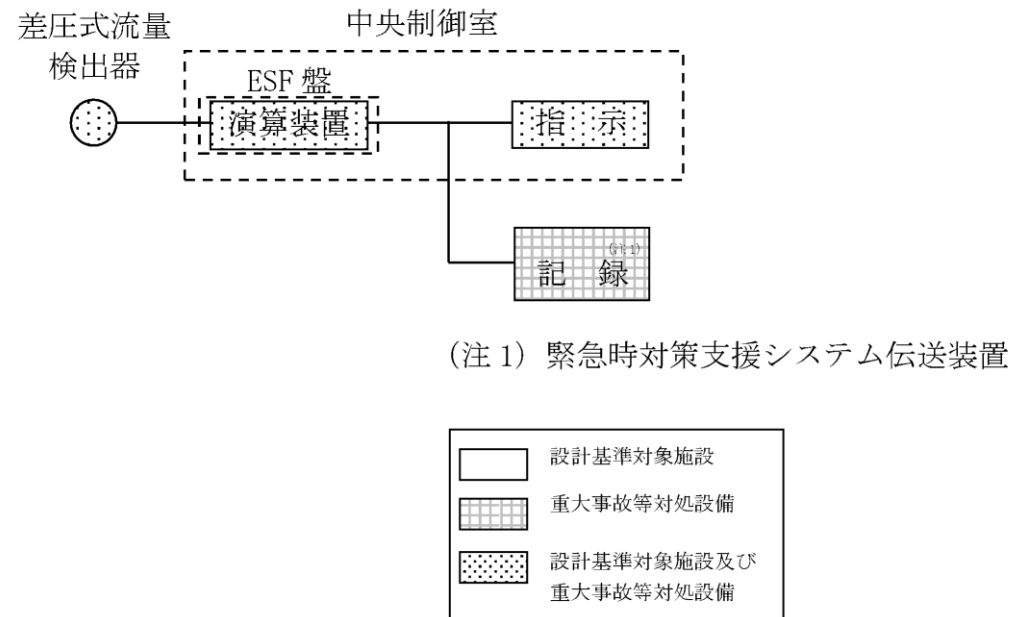 差圧式流量
検出器
中央制御室
ESF 盤
演算装置
指 示
(注1)
記 録
(注 1) 緊急時対策支援システム伝送装置
設計基準対象施設
重大事故等対処設備
設計基準対象施設及び
重大事故等対処設備